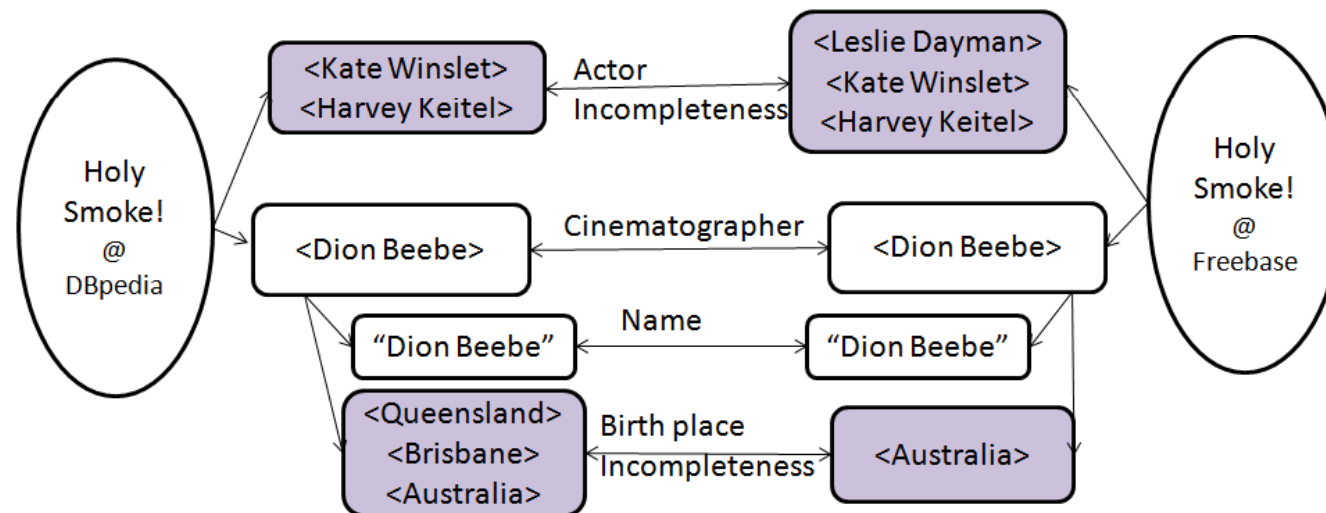 Holy
Smoke!
@
DBpedia
<Kate Winslet>
<Harvey Keitel>
Actor
Incompleteness
<Leslie Dayman>
<Kate Winslet>
<Harvey Keitel>
Holy
Smoke!
@
Freebase
<Dion Beebe>
Cinematographer
<Dion Beebe>
“Dion Beebe”
Name
“Dion Beebe”
<Queensland>
<Brisbane>
<Australia>
Birth place
Incompleteness
<Australia>